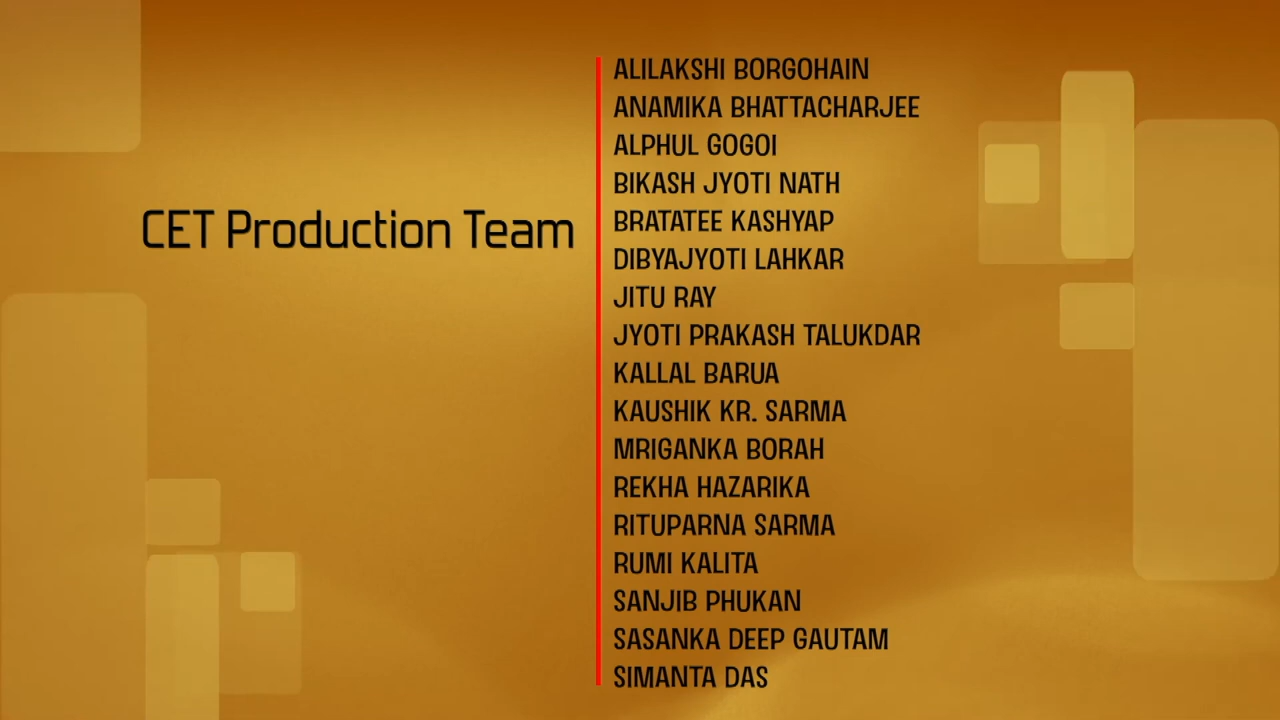 CET Production Team
ALILAKSHI BORGOHAIN
ANAMIKA BHATTACHARJEE
ALPHUL GOGOI
BIKASH JYOTI NATH
BRATATEE KASHYAP
DIBYAJYOTI LAHKAR
JITU RAY
JYOTI PRAKASH TALUKDAR
KALLAL BARUA
KAUSHIK KR. SARMA
MRIGANKA BORAH
REKHA HAZARIKA
RITUPARNA SARMA
RUMI KALITA
SANJIB PHUKAN
SASANKA DEEP GAUTAM
SIMANTA DAS